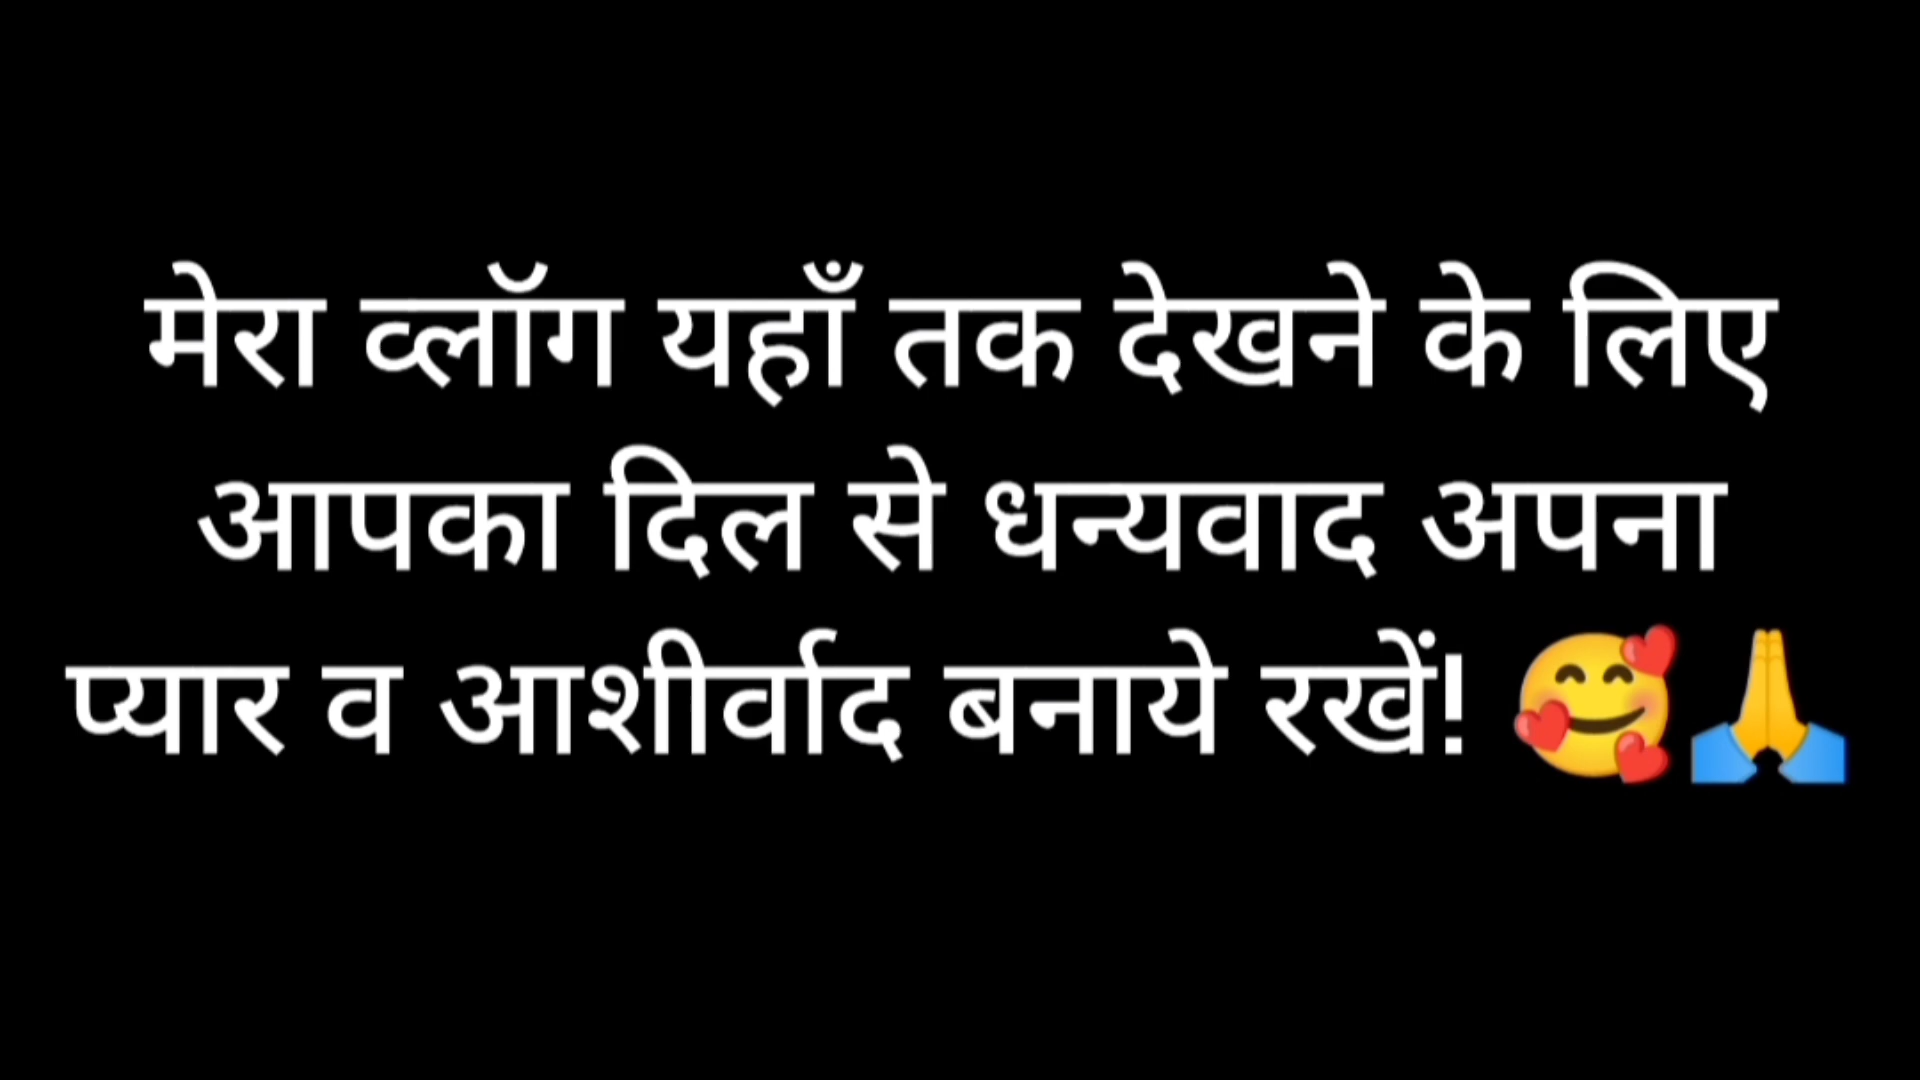 मेरा व्लॉग यहाँ तक देखने के लिए
आपका दिल से धन्यवाद अपना
प्यार व आशीर्वाद बनाये रखें! 🥰🙏